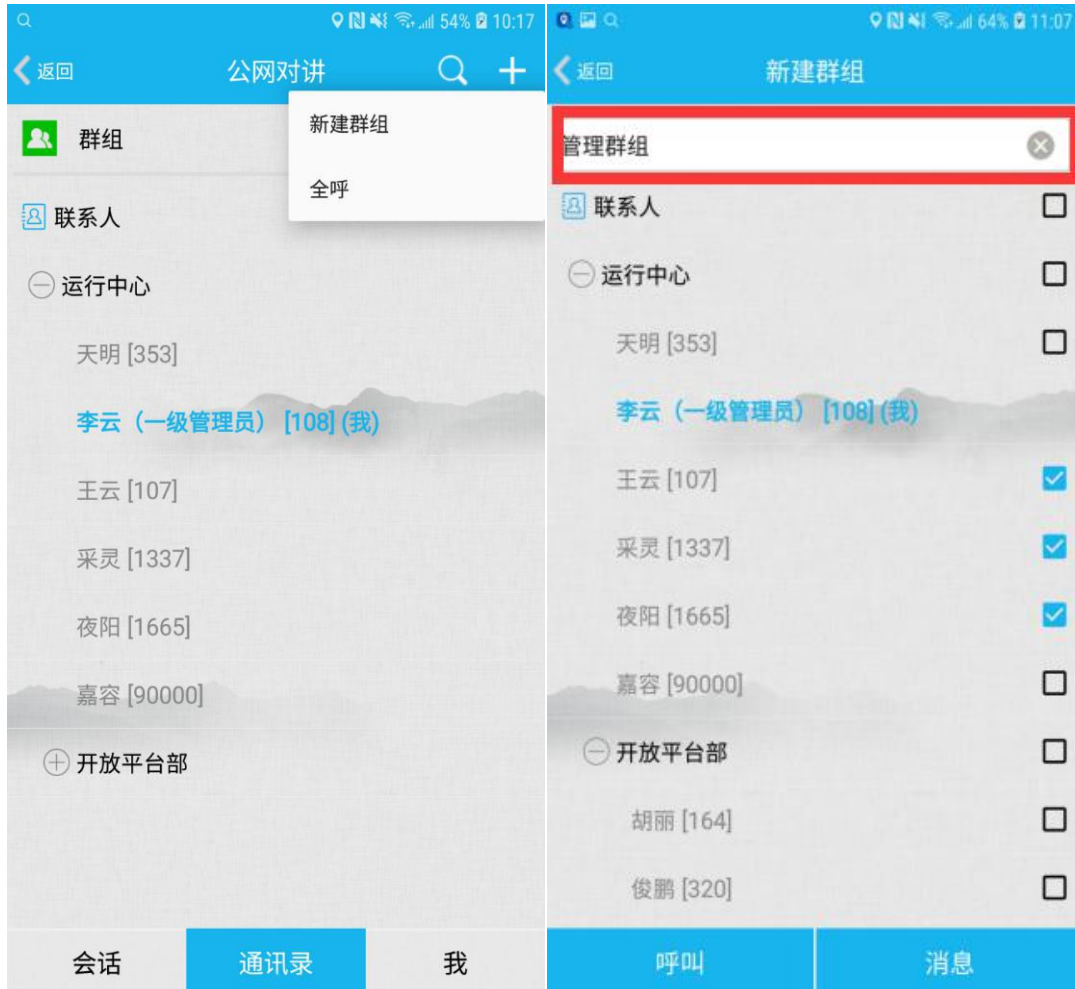 54% 10:17
返回 公网对讲
群组
新建群组
全呼
联系人
运行中心
天明 [353]
李云（一级管理员） [108] (我)
王云 [107]
采灵 [1337]
夜阳 [1665]
嘉容 [90000]
开放平台部
会话 通讯录 我
64% 11:07
返回 新建群组
管理群组
联系人
运行中心
天明 [353]
李云（一级管理员） [108] (我)
王云 [107]
采灵 [1337]
夜阳 [1665]
嘉容 [90000]
开放平台部
胡丽 [164]
俊鹏 [320]
呼叫 消息